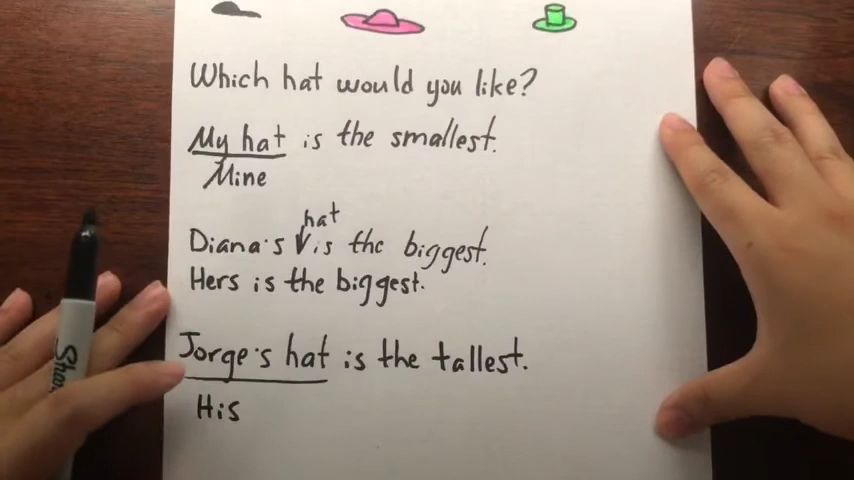 Which hat would you like?
My hat is the smallest.
Mine
hat
Diana's is the biggest.
Hers is the biggest.
Jorge's hat is the tallest.
His